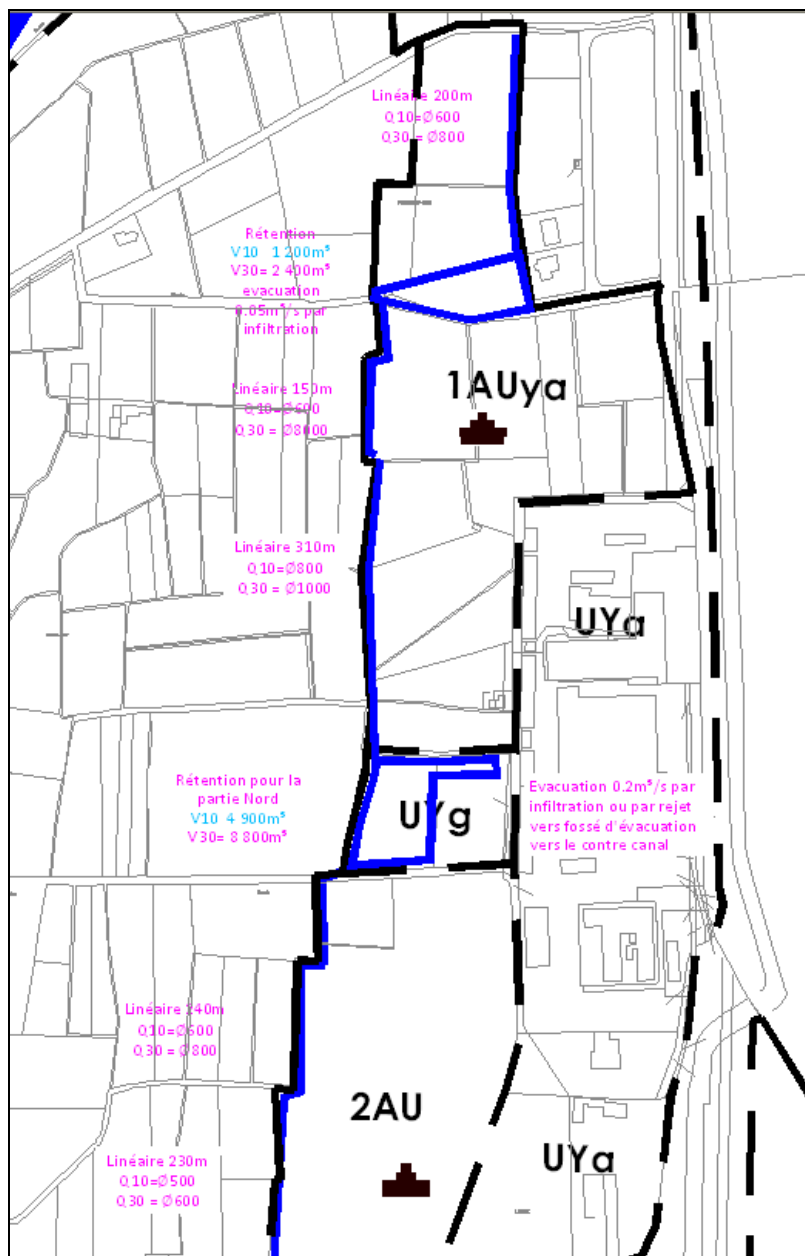 Linéaire 200m
Q10=Ø600
Q30 = Ø800
Rétention
V10 1 200m³
V30= 2 400m³
evacuation
0.05m³/s par
infiltration
1AUya
Linéaire 150m
Q10=Ø600
Q30 = Ø8000
Linéaire 310m
Q10=Ø800
Q30 = Ø1000
UYa
Rétention pour la
partie Nord
V10 4 900m³
V30= 8 800m³
UYg
Evacuation 0.2m³/s par
infiltration ou par rejet
vers fossé d'évacuation
vers le contre canal
Linéaire 240m
Q10=Ø600
Q30 = Ø800
2AU
UYa
Linéaire 230m
Q10=Ø500
Q30 = Ø600